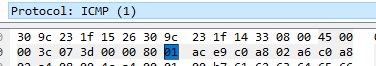 Protocol: ICMP (1)
30 9c 23 1f 15 26 30 9c 23 1f 14 33 08 00 45 00
00 3c 07 3d 00 00 80 01 ac e9 c0 a8 02 a6 c0 a8